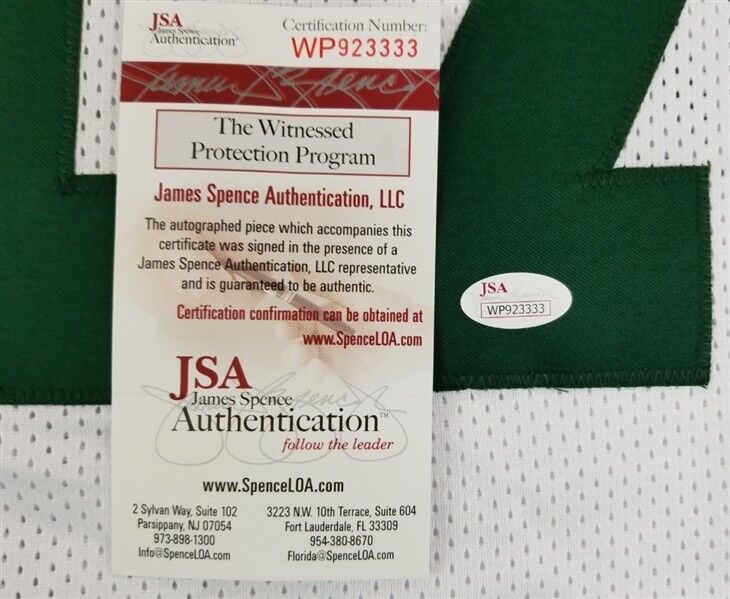 JSA
James Spence
Authentication™
Certification Number:
WP923333
The Witnessed
Protection Program
James Spence Authentication, LLC
The autographed piece which accompanies this
certificate was signed in the presence of a
James Spence Authentication, LLC representative
and is guaranteed to be authentic.
Certification confirmation can be obtained at
www.SpenceLOA.com
JSA
James Spence
Authentication™
follow the leader
www.SpenceLOA.com
2 Sylvan Way, Suite 102
Parsippany, NJ 07054
973-898-1300
Info@SpenceLOA.com
3223 N.W. 10th Terrace, Suite 604
Fort Lauderdale, FL 33309
954-380-8670
Florida@SpenceLOA.com
JSA
WP923333